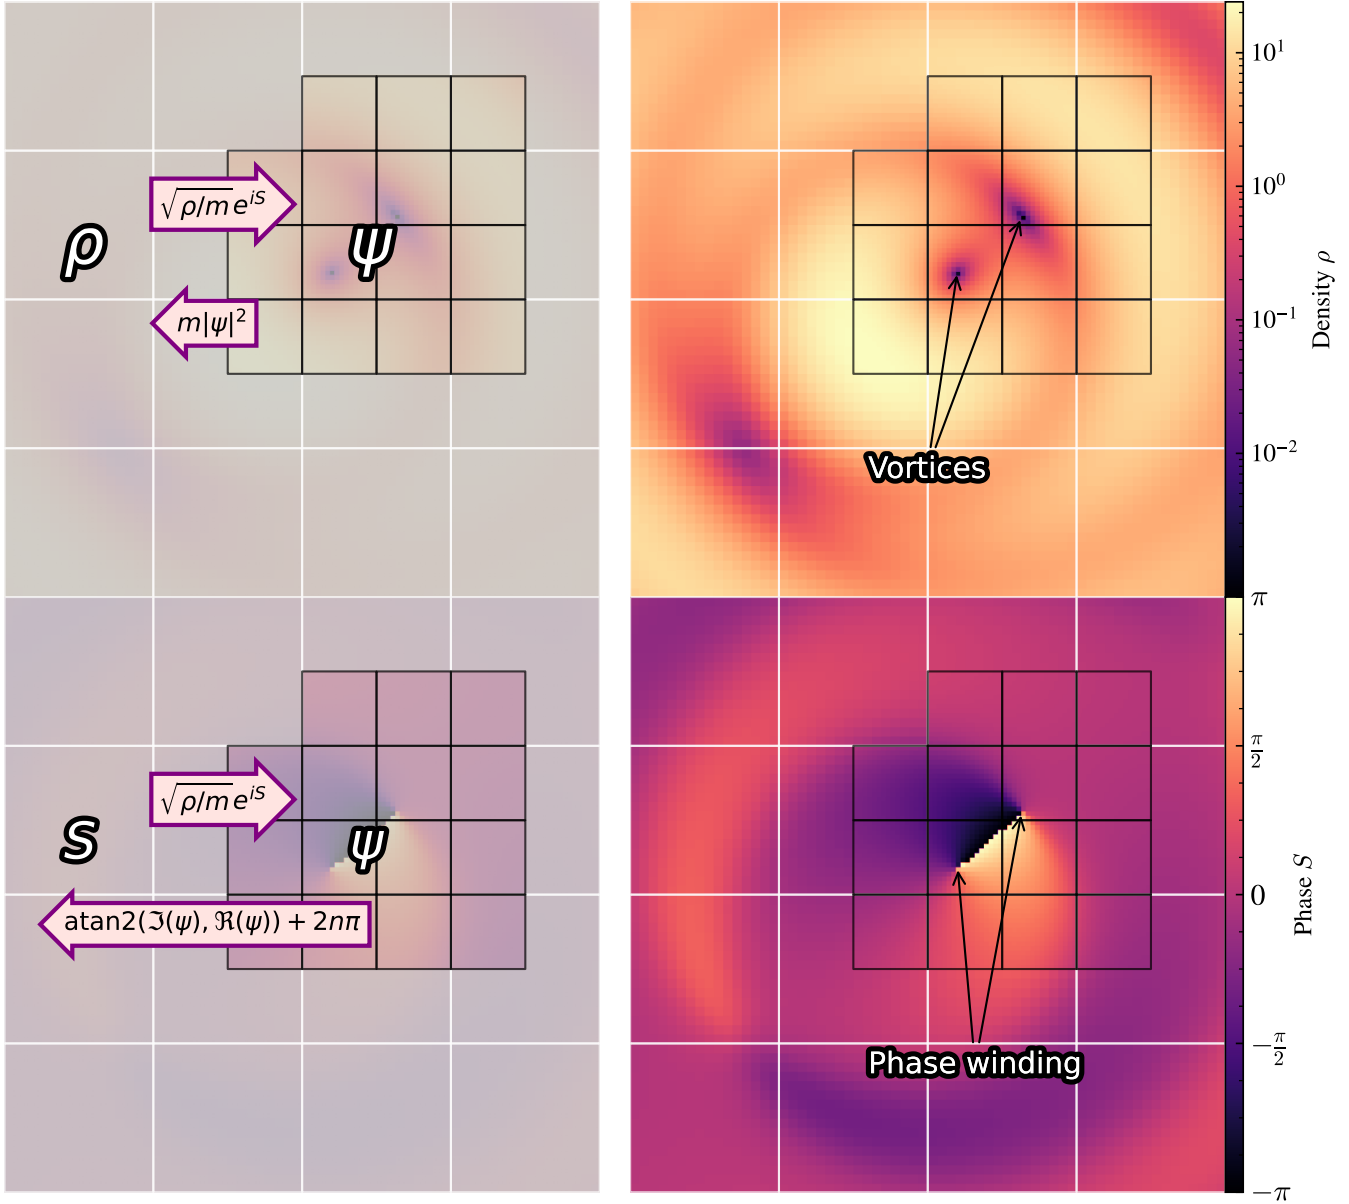 ρ
√ρ/m e^{iS}
ψ
m|ψ|²
Vortices
10¹
10⁰
10⁻¹
10⁻²
Density ρ
S
√ρ/m e^{iS}
ψ
atan2(ℑ(ψ), ℜ(ψ)) + 2nπ
Phase winding
π
π/2
0
−π/2
−π
Phase S